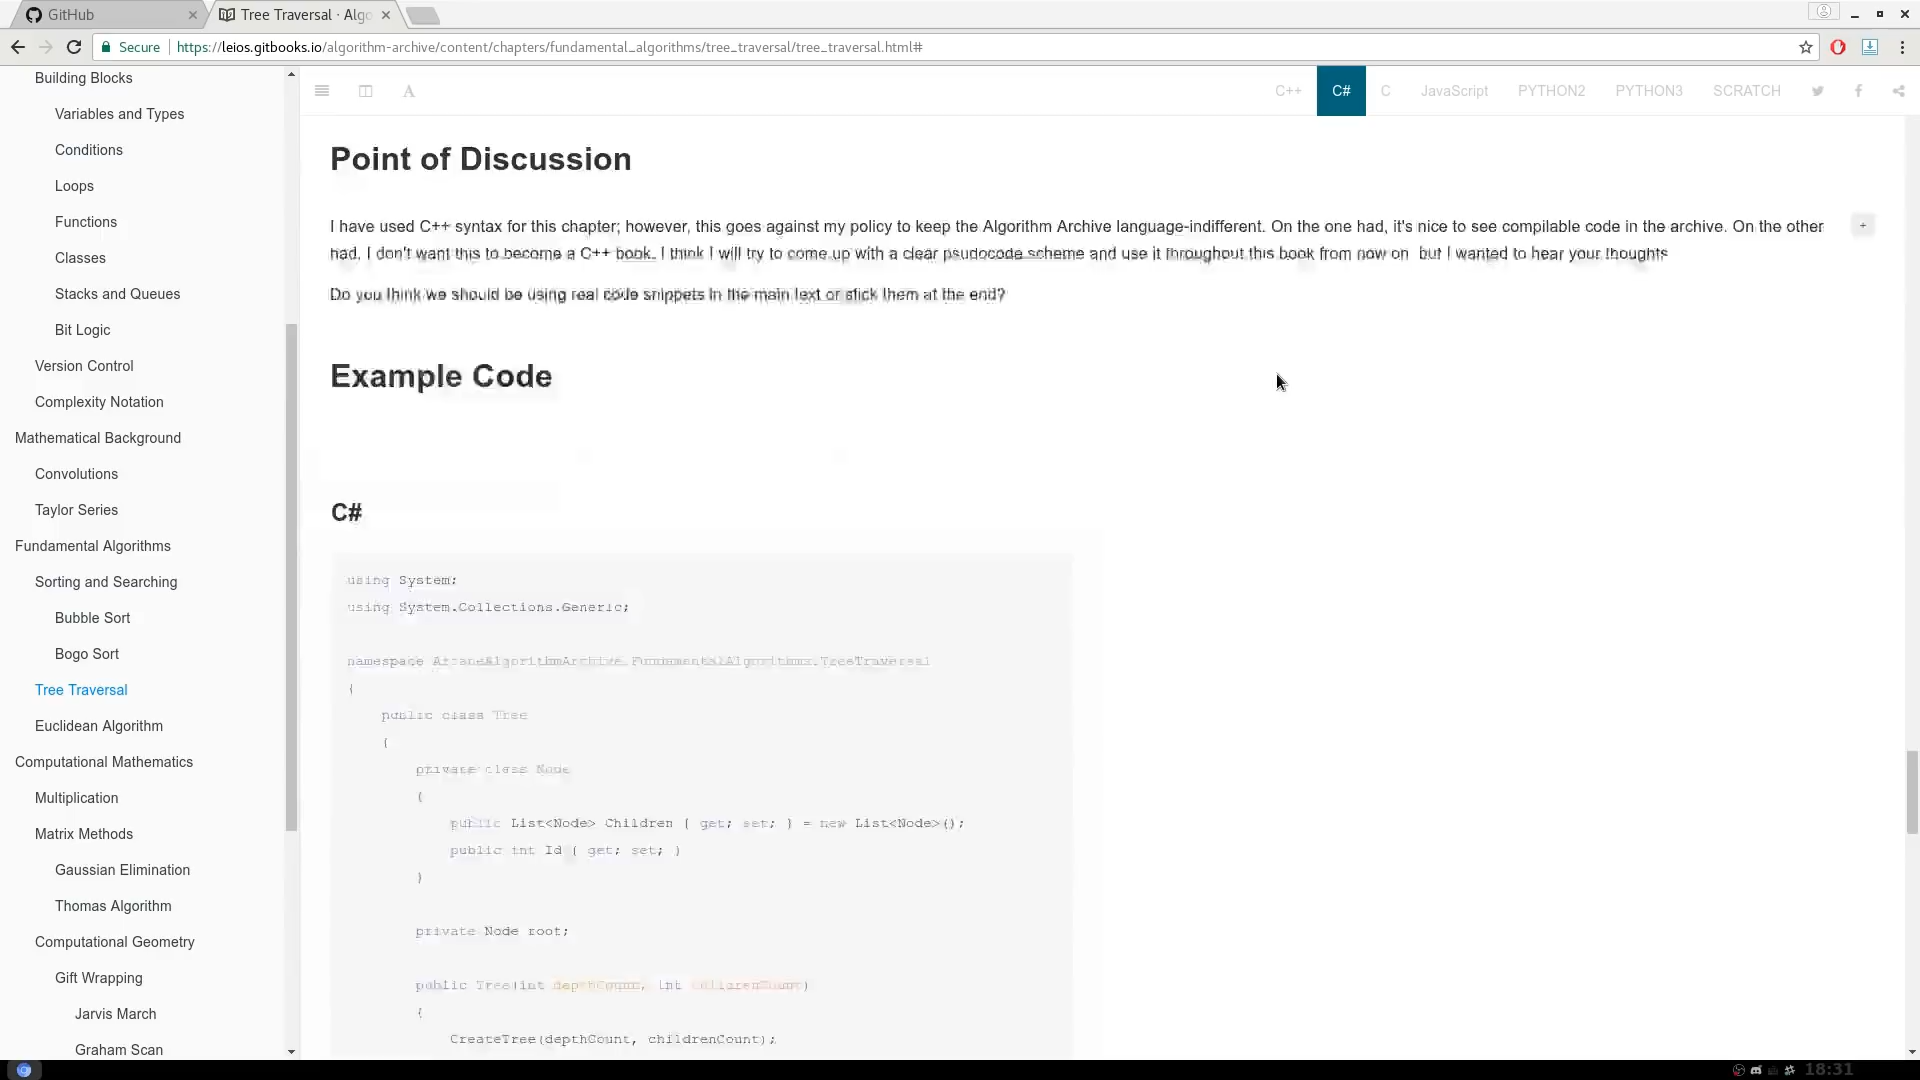 GitHub
Tree Traversal · Algo
Secure
https://leios.gitbooks.io/algorithm-archive/content/chapters/fundamental_algorithms/tree_traversal/tree_traversal.html#
Building Blocks
Variables and Types
Conditions
Loops
Functions
Classes
Stacks and Queues
Bit Logic
Version Control
Complexity Notation
Mathematical Background
Convolutions
Taylor Series
Fundamental Algorithms
Sorting and Searching
Bubble Sort
Bogo Sort
Tree Traversal
Euclidean Algorithm
Computational Mathematics
Multiplication
Matrix Methods
Gaussian Elimination
Thomas Algorithm
Computational Geometry
Gift Wrapping
Jarvis March
Graham Scan
A
C++ C# C JavaScript PYTHON2 PYTHON3 SCRATCH
Point of Discussion
I have used C++ syntax for this chapter; however, this goes against my policy to keep the Algorithm Archive language-indifferent. On the one had, it's nice to see compilable code in the archive. On the other
had, I don't want this to become a C++ book. I think I will try to come up with a clear psudocode scheme and use it throughout this book from now on, but I wanted to hear your thoughts
Do you think we should be using real code snippets in the main text or stick them at the end?
+
Example Code
C#
using System;
using System.Collections.Generic;
namespace ArcaneAlgorithmArchive.FundamentalAlgorithms.TreeTraversal
{
public class Tree
{
private class Node
{
public List<Node> Children { get; set; } = new List<Node>();
public int Id { get; set; }
}
private Node root;
public Tree(int depthCount, int childrenCount)
{
CreateTree(depthCount, childrenCount);
18:31